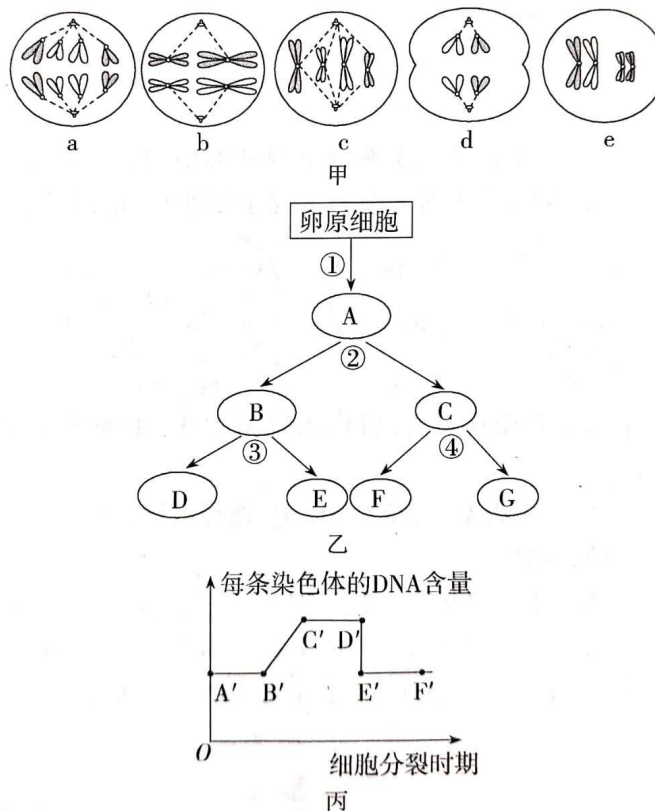 a b c d e
甲
卵原细胞
①
A
②
B C
③ ④
D E F G
乙
每条染色体的DNA含量
C′ D′
A′ B′ E′ F′
O
细胞分裂时期
丙